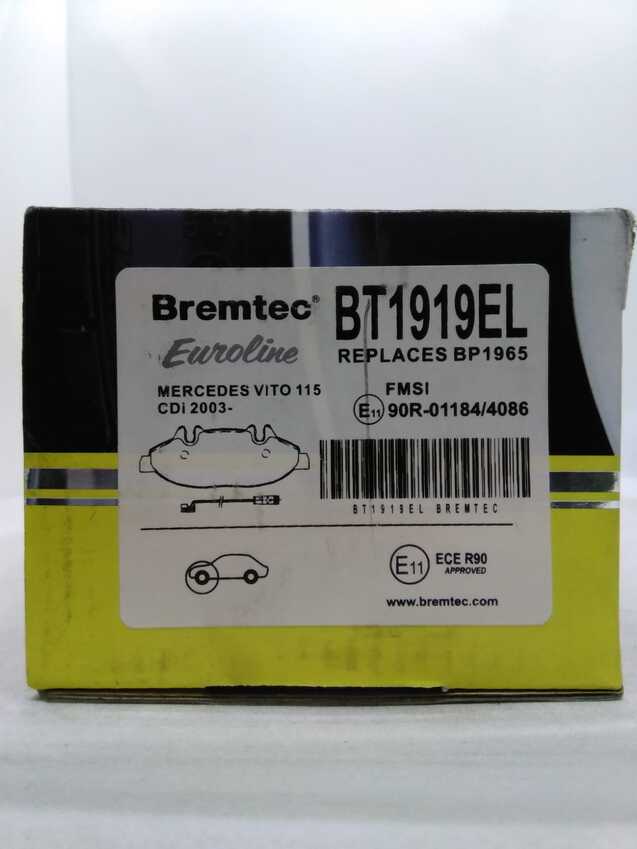 Bremtec®
Euroline
BT1919EL
REPLACES BP1965
MERCEDES VITO 115
CDi 2003-
FMSI
E11 90R-01184/4086
BT1919EL BREMTEC
E11
ECE R90
APPROVED
www.bremtec.com